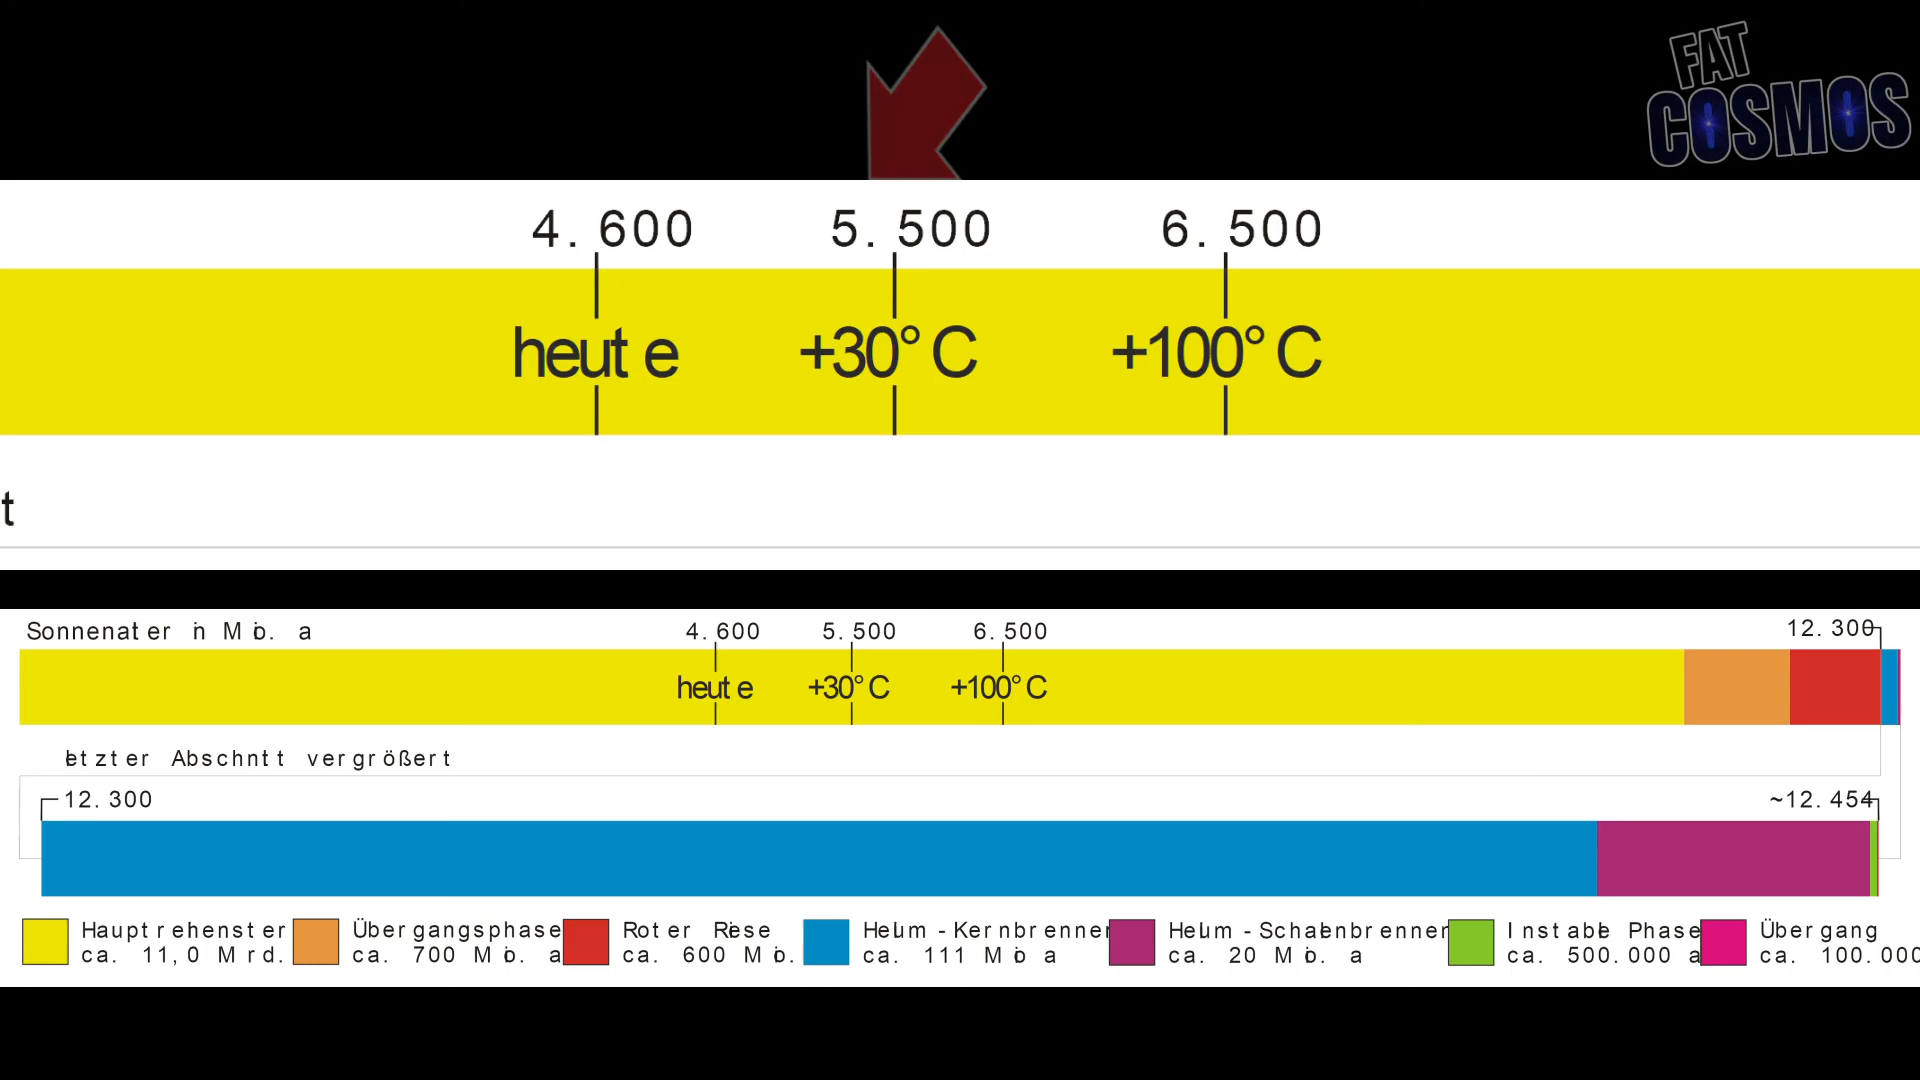 FAT
COSMOS
4.600 5.500 6.500
heute +30°C +100°C
t
Sonnenalter in Mio. a 4.600 5.500 6.500 12.300
heute +30°C +100°C
letzter Abschnitt vergrößert
12.300 ~12.454
Hauptreihenstern Übergangsphase Roter Riese Helium-Kernbrennen Helium-Schalenbrennen Instabile Phase Übergang
ca. 11,0 Mrd. ca. 700 Mio. a ca. 600 Mio. ca. 111 Mio a ca. 20 Mio. a ca. 500.000 a ca. 100.000